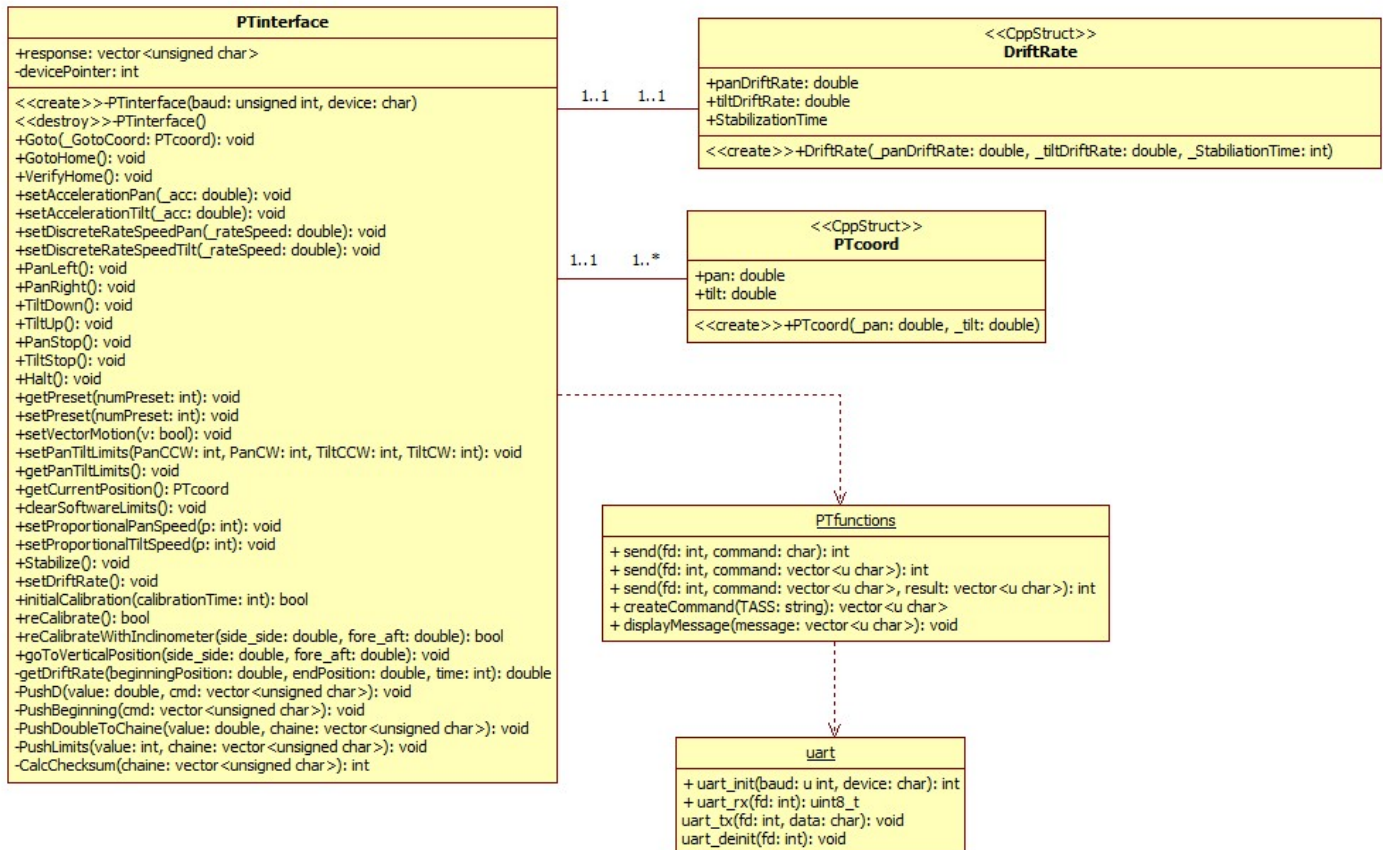 PTinterface
+response: vector<unsigned char>
-devicePointer: int
<<create>>-PTinterface(baud: unsigned int, device: char)
<<destroy>>-PTinterface()
+Goto(_GotoCoord: PTcoord): void
+GotoHome(): void
+VerifyHome(): void
+setAccelerationPan(_acc: double): void
+setAccelerationTilt(_acc: double): void
+setDiscreteRateSpeedPan(_rateSpeed: double): void
+setDiscreteRateSpeedTilt(_rateSpeed: double): void
+PanLeft(): void
+PanRight(): void
+TiltDown(): void
+TiltUp(): void
+PanStop(): void
+TiltStop(): void
+Halt(): void
+getPreset(numPreset: int): void
+setPreset(numPreset: int): void
+setVectorMotion(v: bool): void
+setPanTiltLimits(PanCCW: int, PanCW: int, TiltCCW: int, TiltCW: int): void
+getPanTiltLimits(): void
+getCurrentPosition(): PTcoord
+clearSoftwareLimits(): void
+setProportionalPanSpeed(p: int): void
+setProportionalTiltSpeed(p: int): void
+Stabilize(): void
+setDriftRate(): void
+initialCalibration(calibrationTime: int): bool
+reCalibrate(): bool
+reCalibrateWithInclinometer(side_side: double, fore_aft: double): bool
+goToVerticalPosition(side_side: double, fore_aft: double): void
-getDriftRate(beginningPosition: double, endPosition: double, time: int): double
-PushD(value: double, cmd: vector<unsigned char>): void
-PushBeginning(cmd: vector<unsigned char>): void
-PushDoubleToChaine(value: double, chaine: vector<unsigned char>): void
-PushLimits(value: int, chaine: vector<unsigned char>): void
-CalcChecksum(chaine: vector<unsigned char>): int
1..1 1..1
<<CppStruct>>
DriftRate
+panDriftRate: double
+tiltDriftRate: double
+StabilizationTime
<<create>>+DriftRate(_panDriftRate: double, _tiltDriftRate: double, _StabiliationTime: int)
1..1 1..*
<<CppStruct>>
PTcoord
+pan: double
+tilt: double
<<create>>+PTcoord(_pan: double, _tilt: double)
PTfunctions
+ send(fd: int, command: char): int
+ send(fd: int, command: vector<u char>): int
+ send(fd: int, command: vector<u char>, result: vector<u char>): int
+ createCommand(TASS: string): vector<u char>
+ displayMessage(message: vector<u char>): void
uart
+ uart_init(baud: u int, device: char): int
+ uart_rx(fd: int): uint8_t
uart_tx(fd: int, data: char): void
uart_deinit(fd: int): void